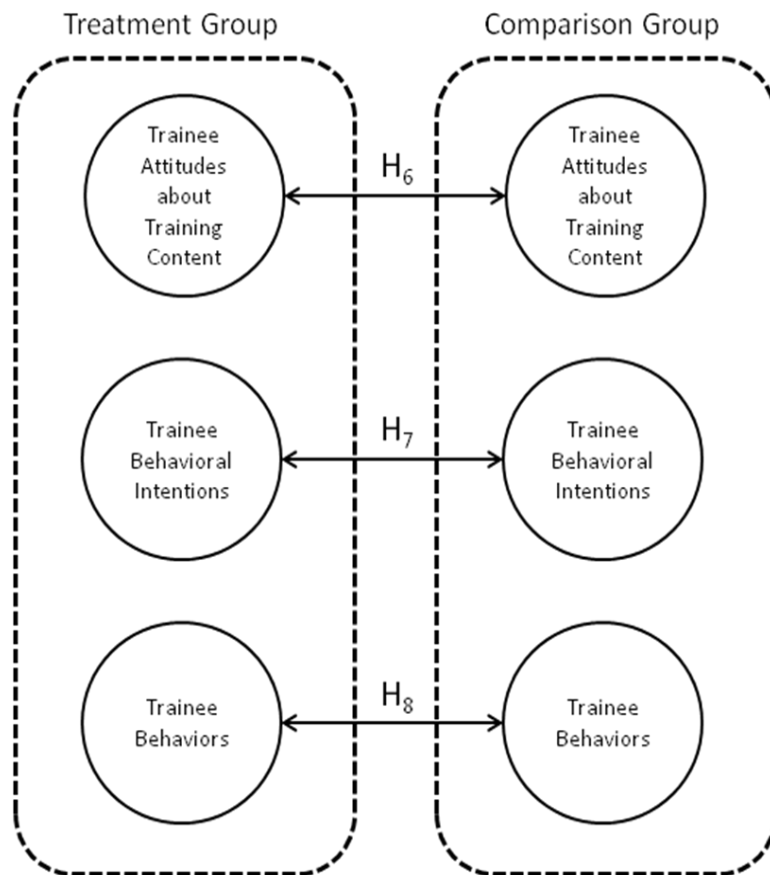 Treatment Group
Comparison Group
Trainee
Attitudes
about
Training
Content
H₆
Trainee
Attitudes
about
Training
Content
Trainee
Behavioral
Intentions
H₇
Trainee
Behavioral
Intentions
Trainee
Behaviors
H₈
Trainee
Behaviors